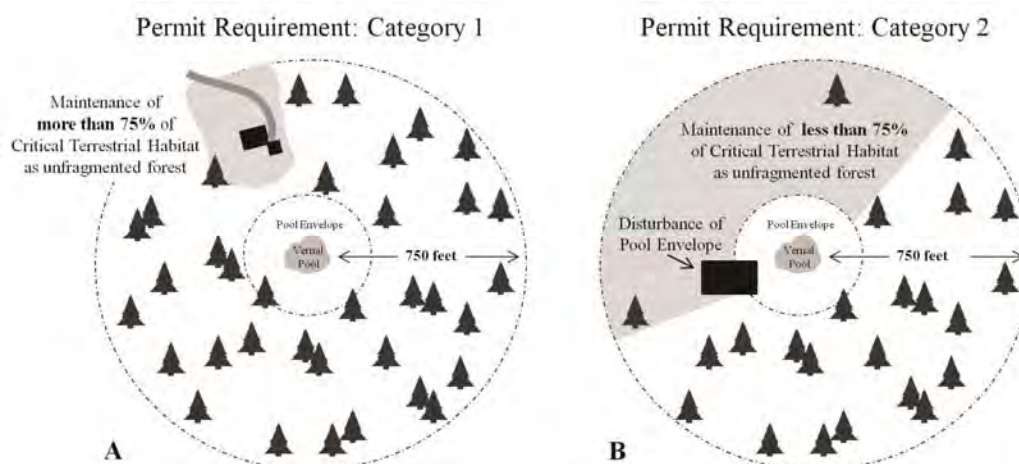 Permit Requirement: Category 1
Maintenance of
more than 75% of
Critical Terrestrial Habitat
as unfragmented forest
Pool Envelope
Vernal
Pool
750 feet
A
Permit Requirement: Category 2
Maintenance of less than 75%
of Critical Terrestrial Habitat
as unfragmented forest
Disturbance of
Pool Envelope
Pool Envelope
Vernal
Pool
750 feet
B